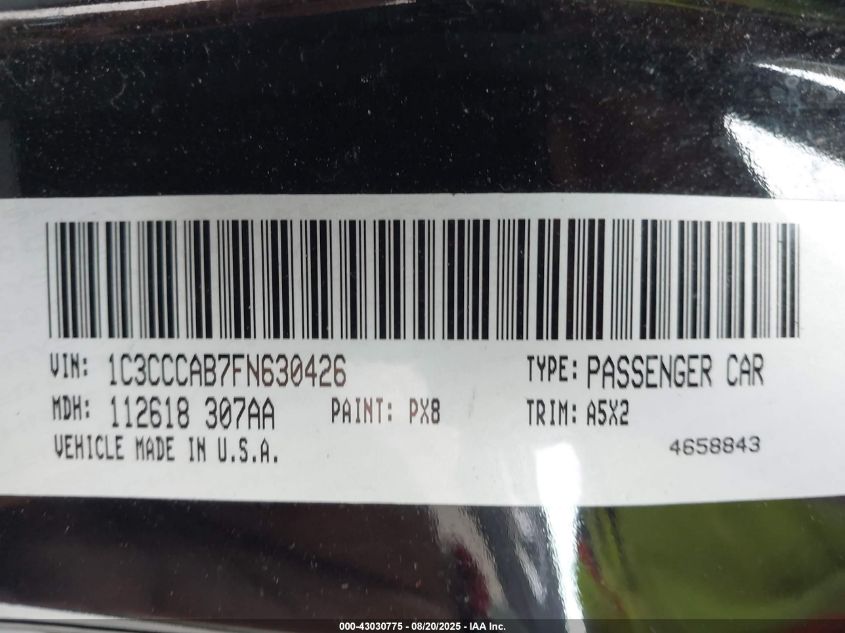 VIN: 1C3CCCAB7FN630426 TYPE: PASSENGER CAR
MDH: 112618 307AA PAINT: PX8 TRIM: A5X2
VEHICLE MADE IN U.S.A. 4658843
000-43030775 - 08/20/2025 - IAA Inc.